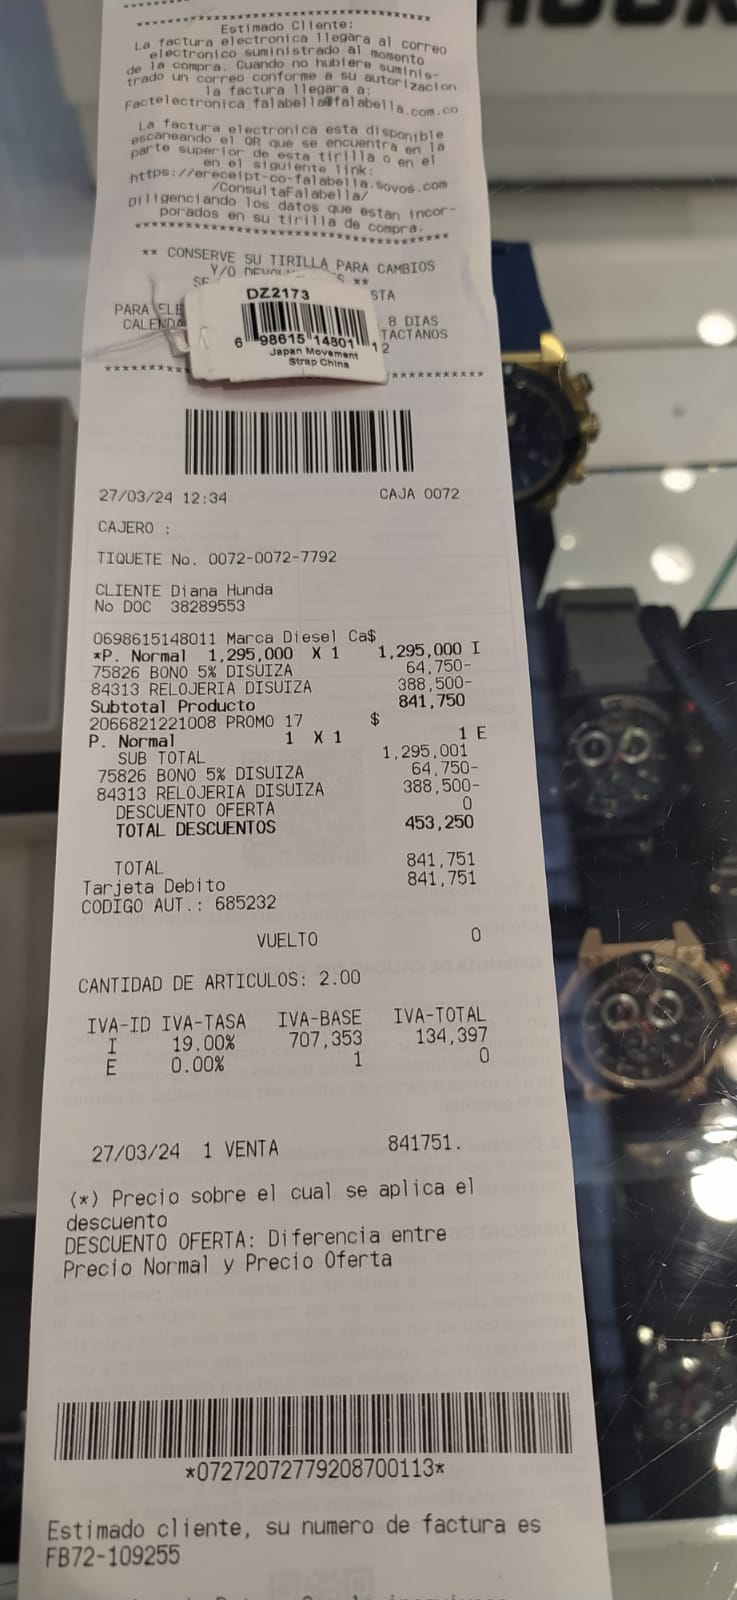 Estimado Cliente:
La factura electronica llegara al correo
electronico suministrado al momento
de la compra. Cuando no hubiere suminis-
trado un correo conforme a su autorizacion
la factura llegara a:
Factelectronica_falabella@falabella.com.co
La factura electronica esta disponible
escaneando el QR que se encuentra en la
parte superior de esta tirilla o en el
en el siguiente link:
https://ereceipt-co-falabella.sovos.com
/ConsultaFalabella/
Diligenciando los datos que estan incor-
porados en su tirilla de compra.
** CONSERVE SU TIRILLA PARA CAMBIOS
Y/O
**
STA
PARA ELE
8 DIAS
CALENDA
TACTANOS
DZ2173
6 98615 14801 1
Japan Movement
Strap China
2
27/03/24 12:34 CAJA 0072
CAJERO :
TIQUETE No. 0072-0072-7792
CLIENTE Diana Hunda
No DOC 38289553
0698615148011 Marca Diesel Ca$
*P. Normal 1,295,000 X 1 1,295,000 I
75826 BONO 5% DISUIZA 64,750-
84313 RELOJERIA DISUIZA 388,500-
Subtotal Producto 841,750
2066821221008 PROMO 17 $
P. Normal 1 X 1 1 E
SUB TOTAL 1,295,001
75826 BONO 5% DISUIZA 64,750-
84313 RELOJERIA DISUIZA 388,500-
DESCUENTO OFERTA 0
TOTAL DESCUENTOS 453,250
TOTAL 841,751
Tarjeta Debito 841,751
CODIGO AUT.: 685232
VUELTO 0
CANTIDAD DE ARTICULOS: 2.00
IVA-ID IVA-TASA IVA-BASE IVA-TOTAL
I 19.00% 707,353 134,397
E 0.00% 1 0
27/03/24 1 VENTA 841751.
(*) Precio sobre el cual se aplica el
descuento
DESCUENTO OFERTA: Diferencia entre
Precio Normal y Precio Oferta
*07272072779208700113*
Estimado cliente, su numero de factura es
FB72-109255